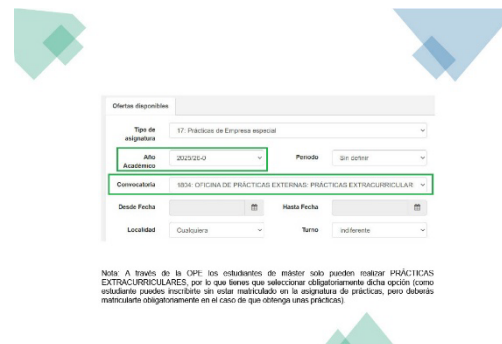 Ofertas disponibles
Tipo de asignatura 17: Prácticas de Empresa especial
Año Académico 2025/26-0 Periodo Sin definir
Convocatoria 1804: OFICINA DE PRÁCTICAS EXTERNAS: PRÁCTICAS EXTRACURRICULAR
Desde Fecha Hasta Fecha
Localidad Cualquiera Turno Indiferente
Nota: A través de la OPE los estudiantes de máster solo pueden realizar PRÁCTICAS
EXTRACURRICULARES, por lo que tienes que seleccionar obligatoriamente dicha opción (como
estudiante puedes inscribirte sin estar matriculado en la asignatura de prácticas, pero deberás
matricularte obligatoriamente en el caso de que obtengas unas prácticas).